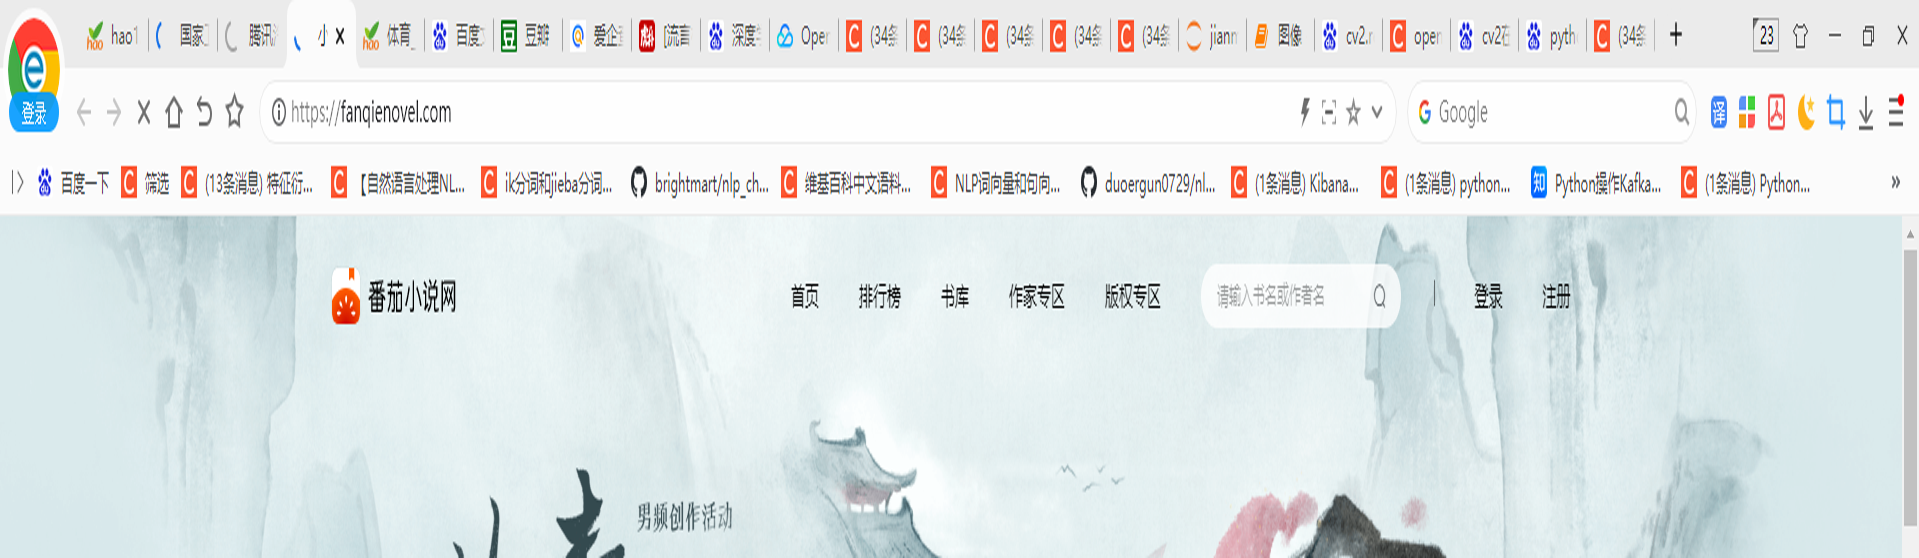 hao1 国家 腾讯 小 体育_ 百度 豆瓣 爱企 [流言 深度 Oper (34条 (34条 (34条 (34条 (34条 jianm 图像 cv2.r open cv2在 pyth (34条 23
登录 https://fanqienovel.com Google 译
百度一下 筛选 (13条消息) 特征衍... 【自然语言处理NL... ik分词和jieba分词... brightmart/nlp_ch... 维基百科中文语料... NLP词向量和句向... duoergun0729/nl... (1条消息) Kibana... (1条消息) python... 知 Python操作Kafka... (1条消息) Python... »
番茄小说网 首页 排行榜 书库 作家专区 版权专区 请输入书名或作者名 登录 注册
男频创作活动